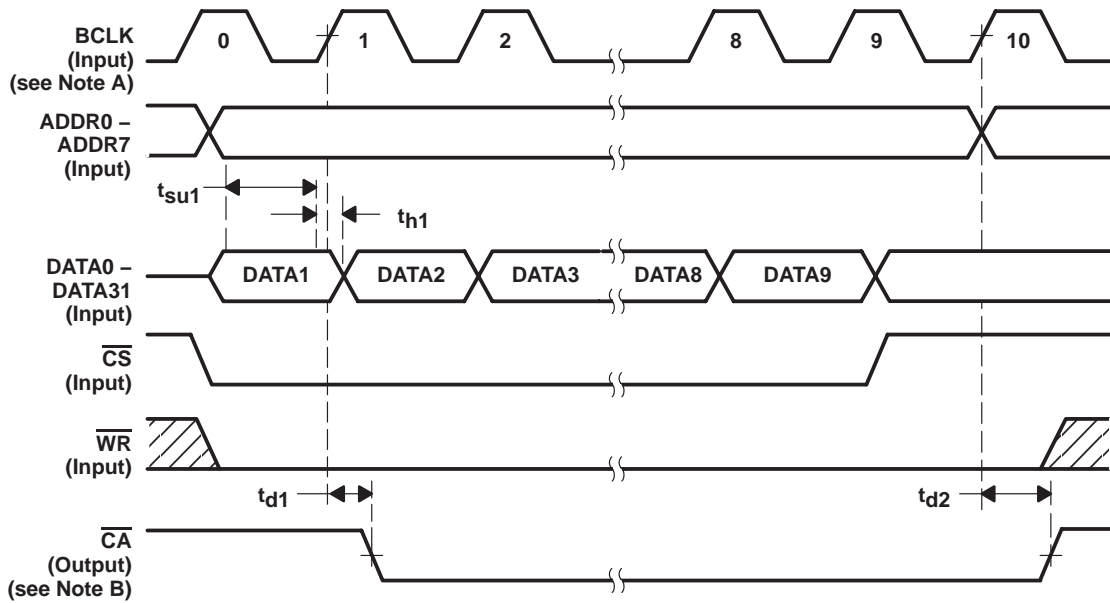 BCLK
(Input)
(see Note A)
0
1
2
8
9
10
ADDR0 –
ADDR7
(Input)
tsu1
th1
DATA0 –
DATA31
(Input)
DATA1
DATA2
DATA3
DATA8
DATA9
CS
(Input)
WR
(Input)
td1
td2
CA
(Output)
(see Note B)